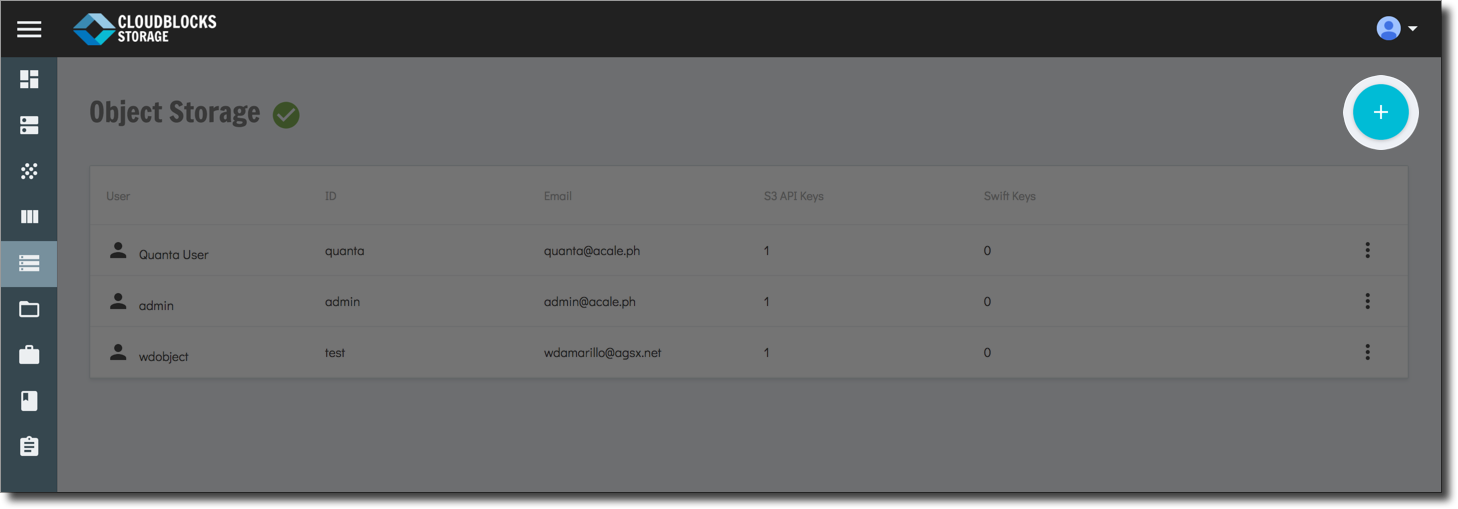 CLOUDBLOCKS
STORAGE
Object Storage
User ID Email S3 API Keys Swift Keys
Quanta User quanta quanta@acale.ph 1 0
admin admin admin@acale.ph 1 0
wdobject test wdamarillo@agsx.net 1 0